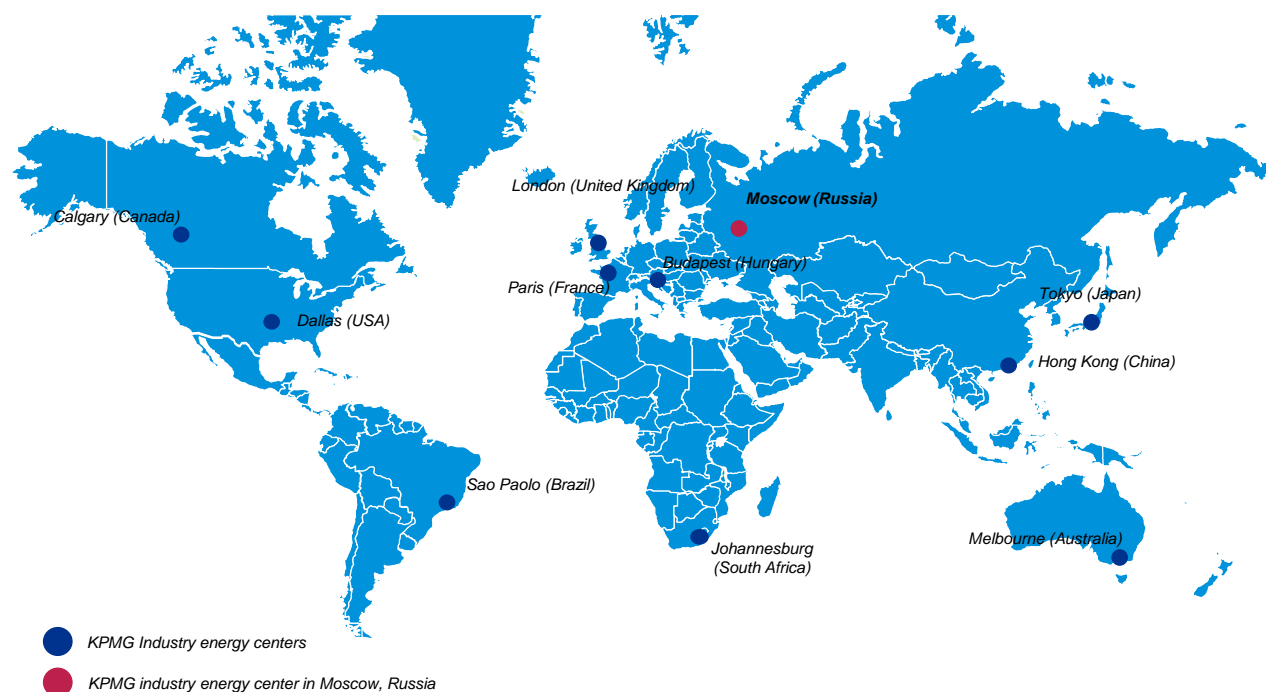 London (United Kingdom)
Moscow (Russia)
Calgary (Canada)
Budapest (Hungary)
Paris (France)
Tokyo (Japan)
Dallas (USA)
Hong Kong (China)
Sao Paolo (Brazil)
Melbourne (Australia)
Johannesburg
(South Africa)
KPMG Industry energy centers
KPMG industry energy center in Moscow, Russia